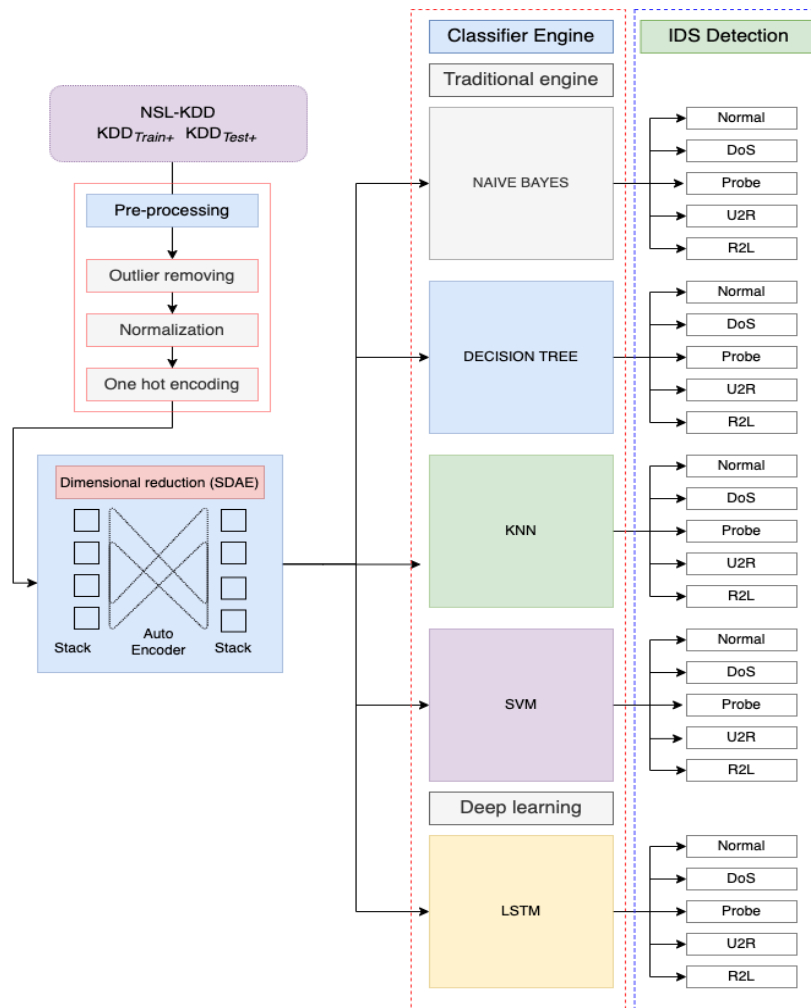 NSL-KDD
KDDTrain+ KDDTest+
Pre-processing
Outlier removing
Normalization
One hot encoding
Dimensional reduction (SDAE)
Stack
Auto
Encoder
Stack
Classifier Engine
Traditional engine
NAIVE BAYES
DECISION TREE
KNN
SVM
Deep learning
LSTM
IDS Detection
Normal
DoS
Probe
U2R
R2L
Normal
DoS
Probe
U2R
R2L
Normal
DoS
Probe
U2R
R2L
Normal
DoS
Probe
U2R
R2L
Normal
DoS
Probe
U2R
R2L